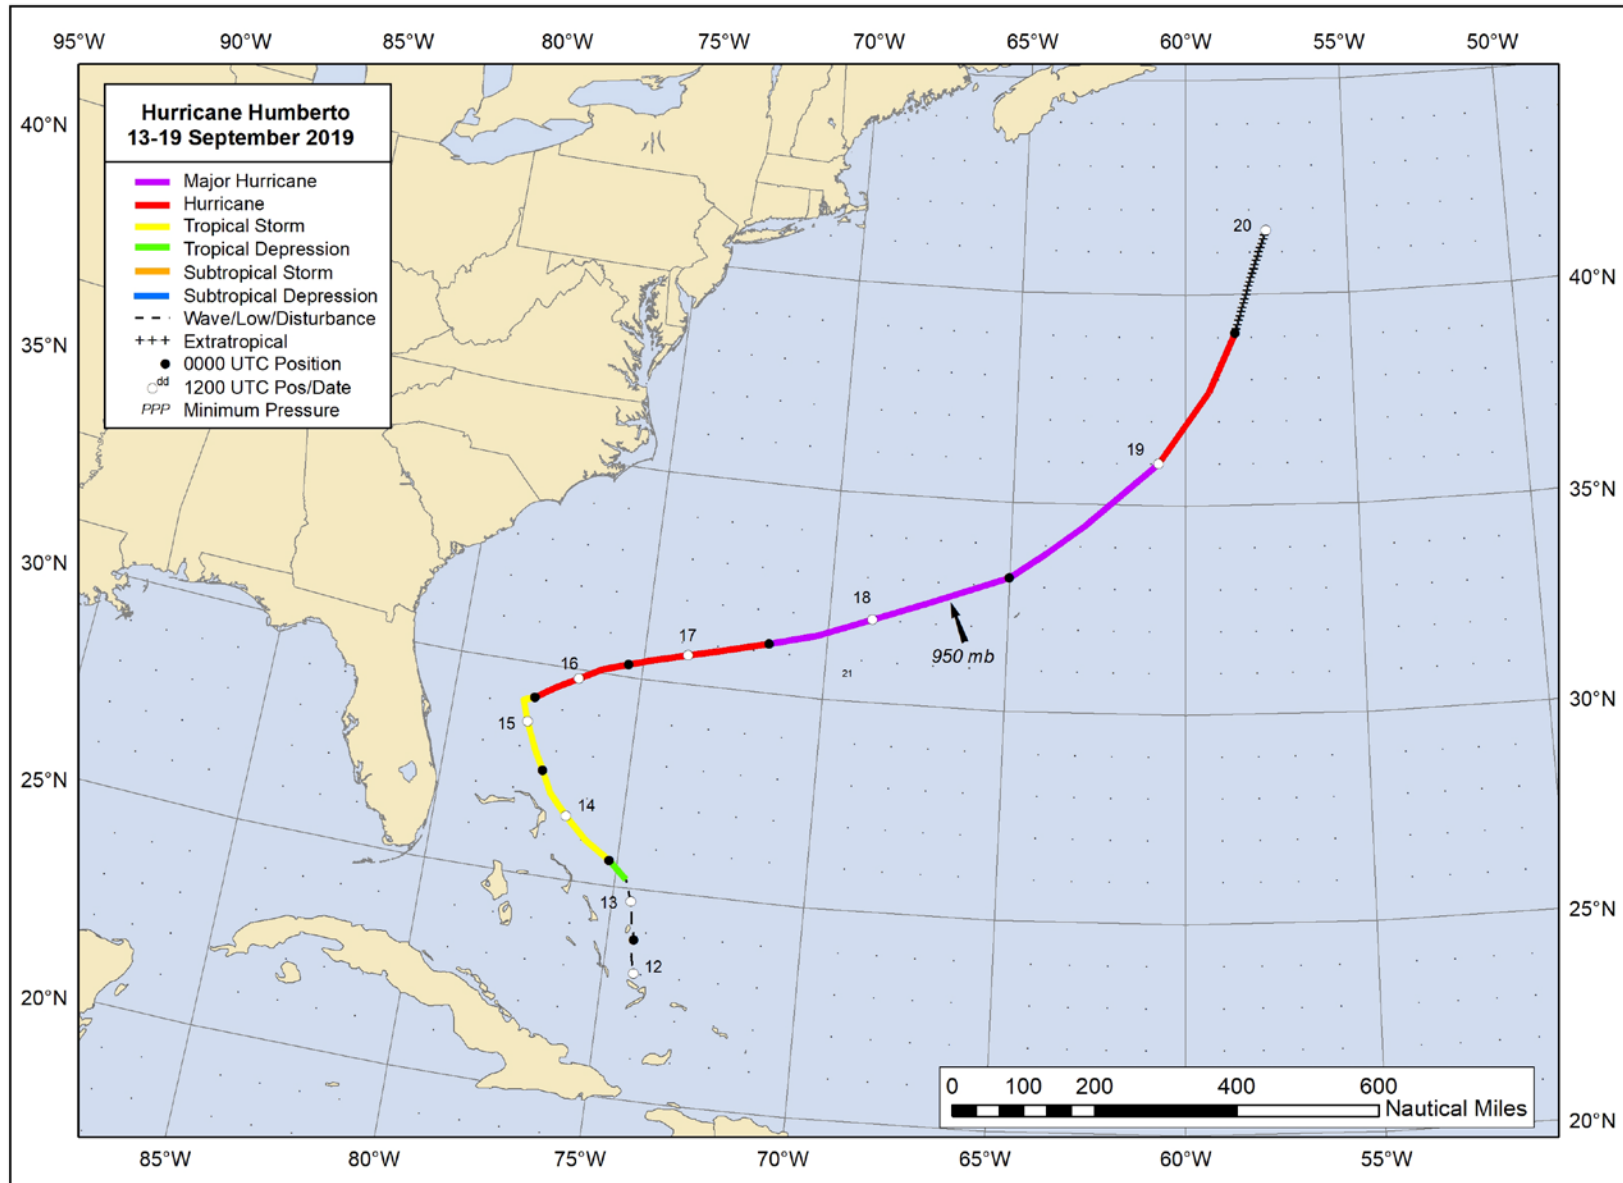 95°W 90°W 85°W 80°W 75°W 70°W 65°W 60°W 55°W 50°W
Hurricane Humberto
13-19 September 2019
Major Hurricane
Hurricane
Tropical Storm
Tropical Depression
Subtropical Storm
Subtropical Depression
Wave/Low/Disturbance
+++ Extratropical
0000 UTC Position
dd 1200 UTC Pos/Date
PPP Minimum Pressure
40°N
35°N
30°N
25°N
20°N
20
19
18
17
16
15
14
13
12
950 mb
21
40°N
35°N
30°N
25°N
20°N
0 100 200 400 600
Nautical Miles
85°W 80°W 75°W 70°W 65°W 60°W 55°W